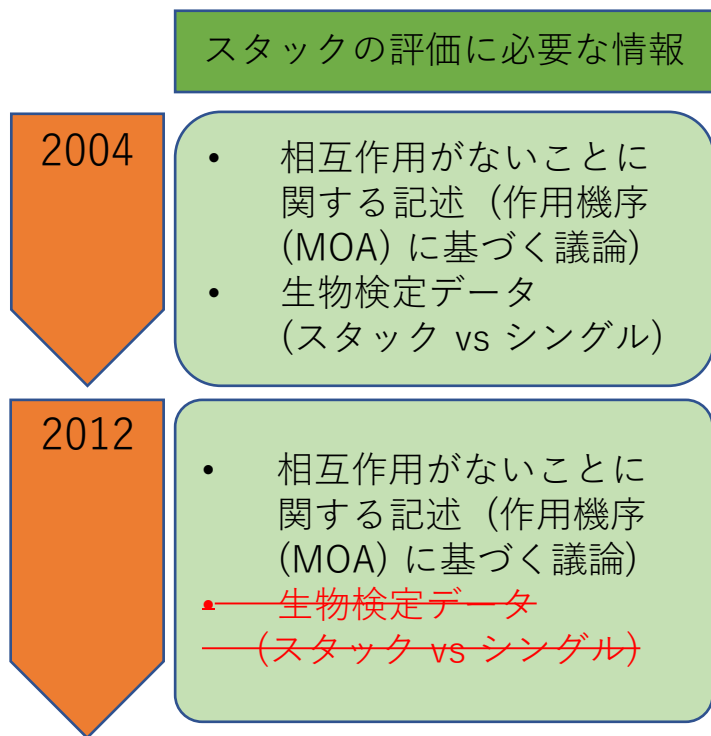 スタックの評価に必要な情報
2004
• 相互作用がないことに
関する記述 (作用機序
(MOA) に基づく議論)
• 生物検定データ
(スタック vs シングル)
2012
• 相互作用がないことに
関する記述 (作用機序
(MOA) に基づく議論)
• 生物検定データ
(スタック vs シングル)